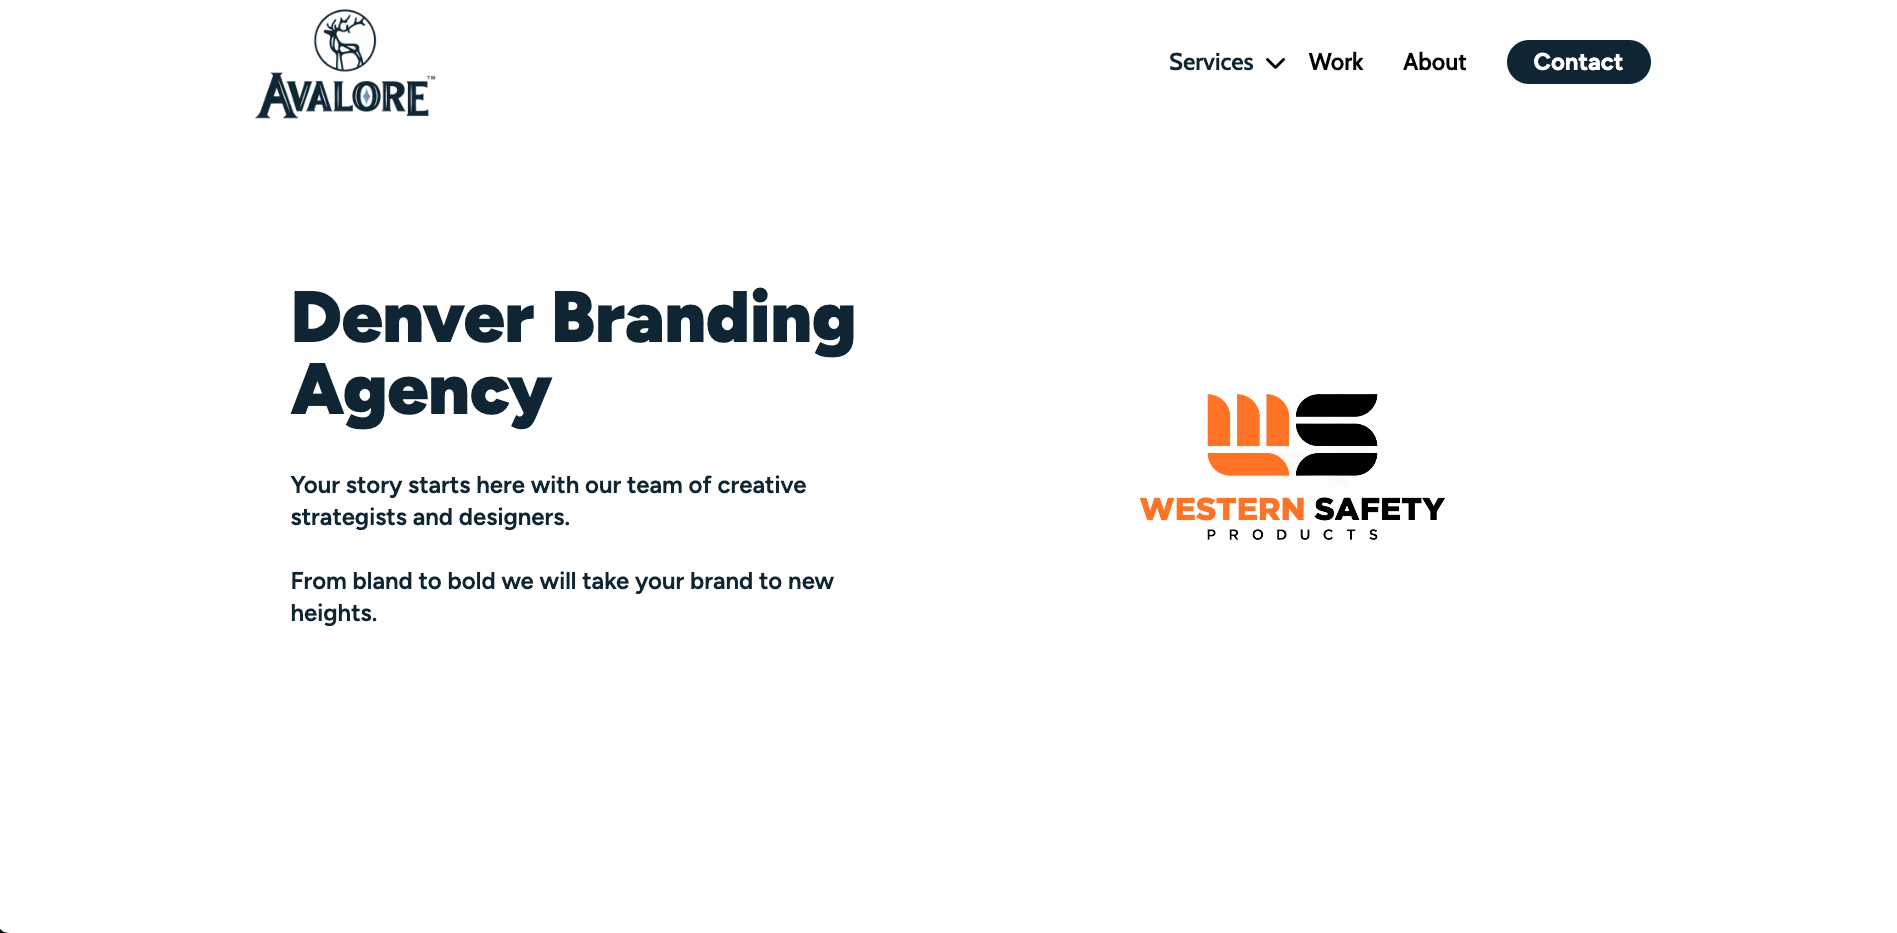 AVALORE™
Services
Work
About
Contact
Denver Branding
Agency
Your story starts here with our team of creative
strategists and designers.
From bland to bold we will take your brand to new
heights.
WS
WESTERN SAFETY
PRODUCTS